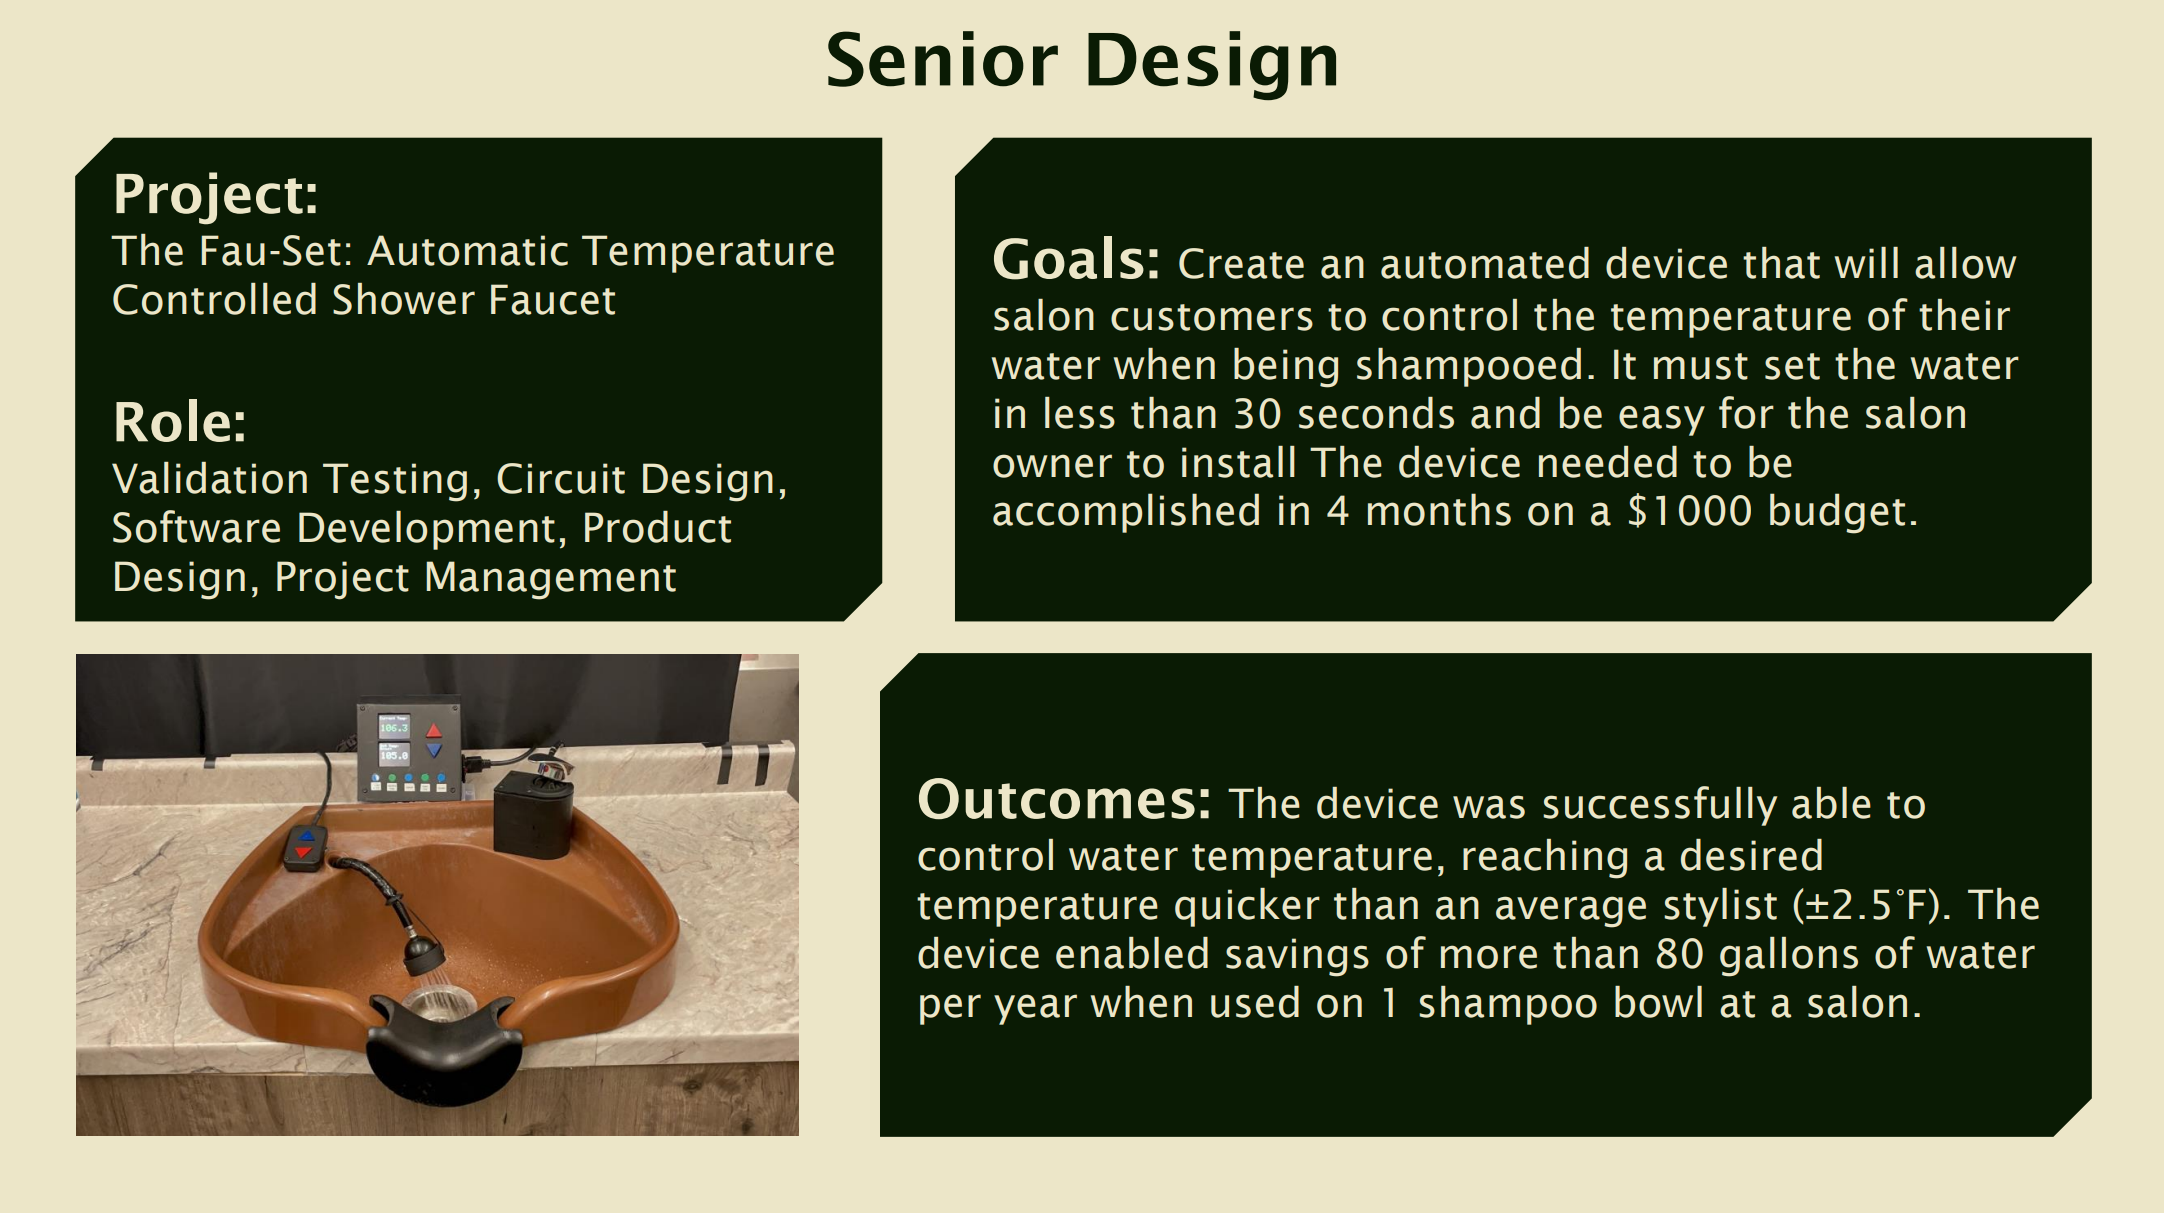 Senior Design
Project:
The Fau-Set: Automatic Temperature
Controlled Shower Faucet
Role:
Validation Testing, Circuit Design,
Software Development, Product
Design, Project Management
Goals: Create an automated device that will allow
salon customers to control the temperature of their
water when being shampooed. It must set the water
in less than 30 seconds and be easy for the salon
owner to install The device needed to be
accomplished in 4 months on a $1000 budget.
106.3
105.0
Outcomes: The device was successfully able to
control water temperature, reaching a desired
temperature quicker than an average stylist (±2.5°F). The
device enabled savings of more than 80 gallons of water
per year when used on 1 shampoo bowl at a salon.